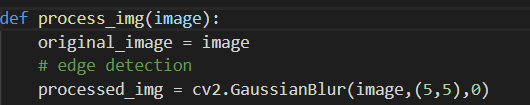 def process_img(image):
    original_image = image
    # edge detection
    processed_img = cv2.GaussianBlur(image,(5,5),0)